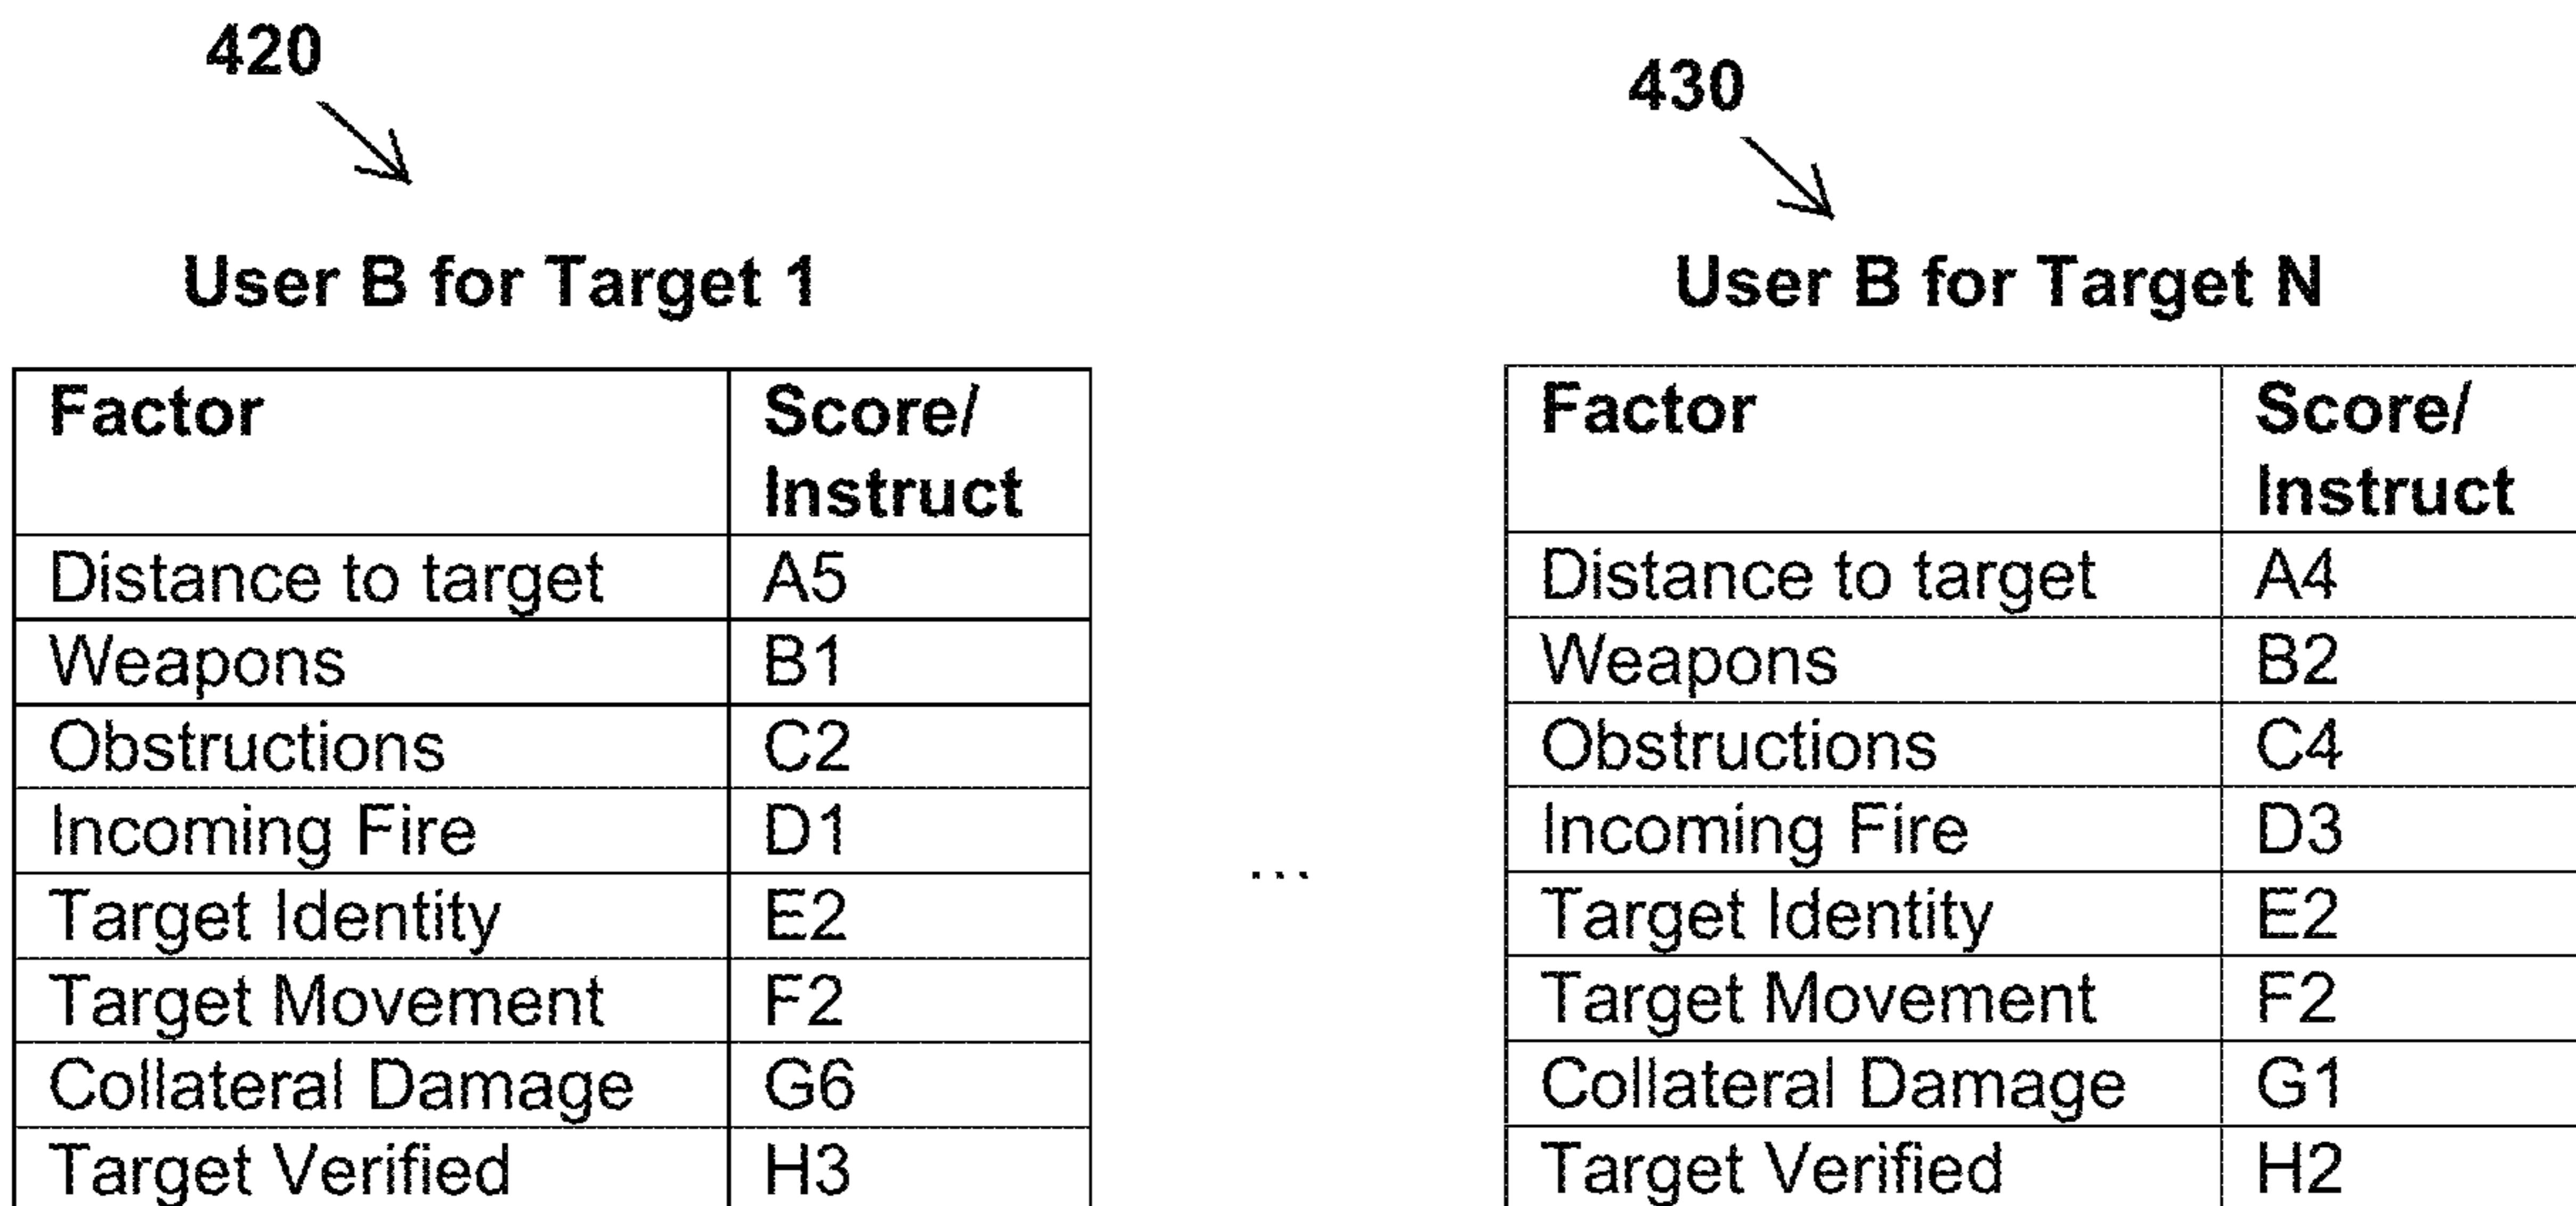 420
User B for Target 1
Factor Score/
Instruct
Distance to target A5
Weapons B1
Obstructions C2
Incoming Fire D1
Target Identity E2
Target Movement F2
Collateral Damage G6
Target Verified H3
...
430
User B for Target N
Factor Score/
Instruct
Distance to target A4
Weapons B2
Obstructions C4
Incoming Fire D3
Target Identity E2
Target Movement F2
Collateral Damage G1
Target Verified H2